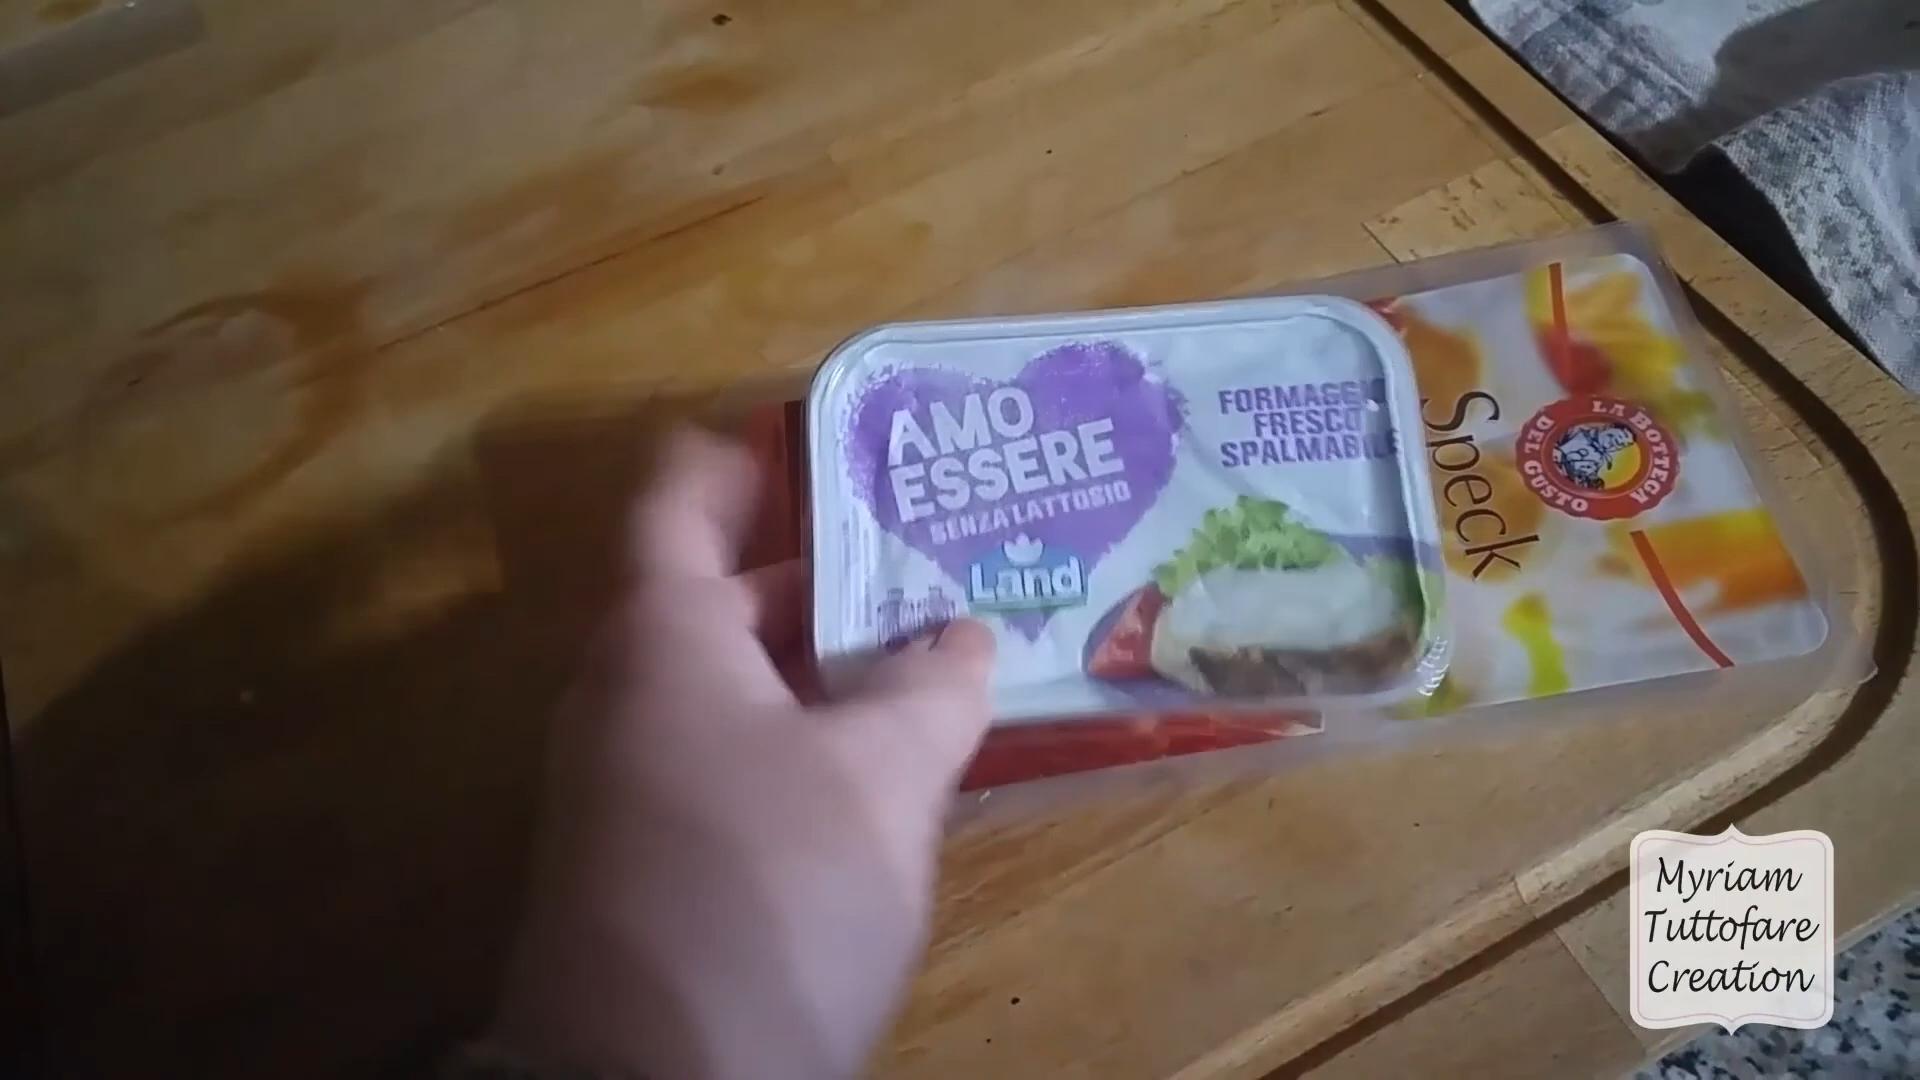 AMO
ESSERE
SENZA LATTOSIO
Land
FORMAGGIO
FRESCO
SPALMABILE
Speck
LA BOTTEGA
DEL GUSTO
Myriam
Tuttofare
Creation